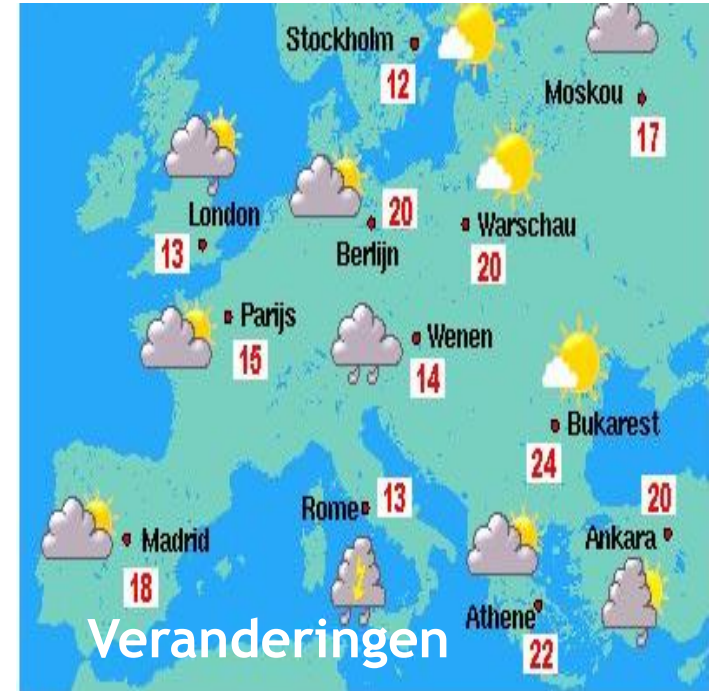 Stockholm
12
Moskou
17
London
13
20
Berlijn
Warschau
20
Parijs
15
Wenen
14
Bukarest
24
Rome 13
20
Ankara
Madrid
18
Athene
22
Veranderingen